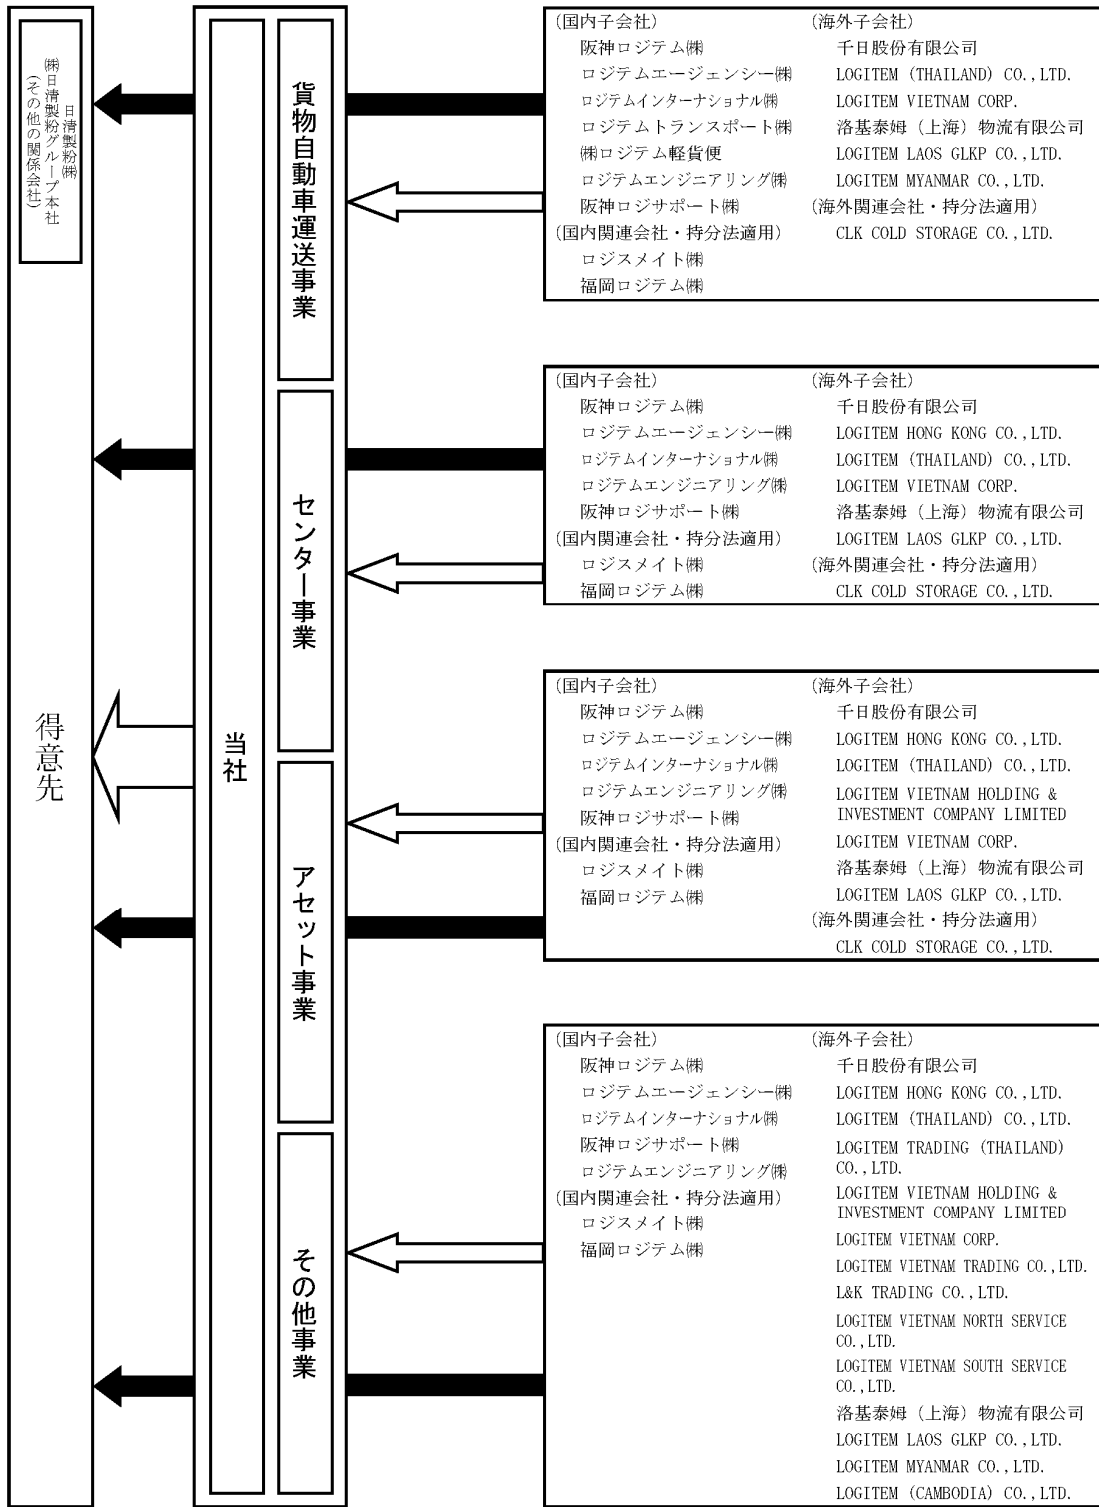 日清製粉㈱
㈱日清製粉グループ本社
(その他の関係会社)
得意先
当社
貨物自動車運送事業
(国内子会社)
阪神ロジテム㈱
ロジテムエージェンシー㈱
ロジテムインターナショナル㈱
ロジテムトランスポート㈱
㈱ロジテム軽貨便
ロジテムエンジニアリング㈱
阪神ロジサポート㈱
(国内関連会社・持分法適用)
ロジスメイト㈱
福岡ロジテム㈱
(海外子会社)
千日股份有限公司
LOGITEM (THAILAND) CO.,LTD.
LOGITEM VIETNAM CORP.
洛基泰姆（上海）物流有限公司
LOGITEM LAOS GLKP CO.,LTD.
LOGITEM MYANMAR CO.,LTD.
(海外関連会社・持分法適用)
CLK COLD STORAGE CO.,LTD.
センター事業
(国内子会社)
阪神ロジテム㈱
ロジテムエージェンシー㈱
ロジテムインターナショナル㈱
ロジテムエンジニアリング㈱
阪神ロジサポート㈱
(国内関連会社・持分法適用)
ロジスメイト㈱
福岡ロジテム㈱
(海外子会社)
千日股份有限公司
LOGITEM HONG KONG CO.,LTD.
LOGITEM (THAILAND) CO.,LTD.
LOGITEM VIETNAM CORP.
洛基泰姆（上海）物流有限公司
LOGITEM LAOS GLKP CO.,LTD.
(海外関連会社・持分法適用)
CLK COLD STORAGE CO.,LTD.
アセット事業
(国内子会社)
阪神ロジテム㈱
ロジテムエージェンシー㈱
ロジテムインターナショナル㈱
ロジテムエンジニアリング㈱
阪神ロジサポート㈱
(国内関連会社・持分法適用)
ロジスメイト㈱
福岡ロジテム㈱
(海外子会社)
千日股份有限公司
LOGITEM HONG KONG CO.,LTD.
LOGITEM (THAILAND) CO.,LTD.
LOGITEM VIETNAM HOLDING &
INVESTMENT COMPANY LIMITED
LOGITEM VIETNAM CORP.
洛基泰姆（上海）物流有限公司
LOGITEM LAOS GLKP CO.,LTD.
(海外関連会社・持分法適用)
CLK COLD STORAGE CO.,LTD.
その他事業
(国内子会社)
阪神ロジテム㈱
ロジテムエージェンシー㈱
ロジテムインターナショナル㈱
阪神ロジサポート㈱
ロジテムエンジニアリング㈱
(国内関連会社・持分法適用)
ロジスメイト㈱
福岡ロジテム㈱
(海外子会社)
千日股份有限公司
LOGITEM HONG KONG CO.,LTD.
LOGITEM (THAILAND) CO.,LTD.
LOGITEM TRADING (THAILAND)
CO.,LTD.
LOGITEM VIETNAM HOLDING &
INVESTMENT COMPANY LIMITED
LOGITEM VIETNAM CORP.
LOGITEM VIETNAM TRADING CO.,LTD.
L&K TRADING CO.,LTD.
LOGITEM VIETNAM NORTH SERVICE
CO.,LTD.
LOGITEM VIETNAM SOUTH SERVICE
CO.,LTD.
洛基泰姆（上海）物流有限公司
LOGITEM LAOS GLKP CO.,LTD.
LOGITEM MYANMAR CO.,LTD.
LOGITEM (CAMBODIA) CO.,LTD.